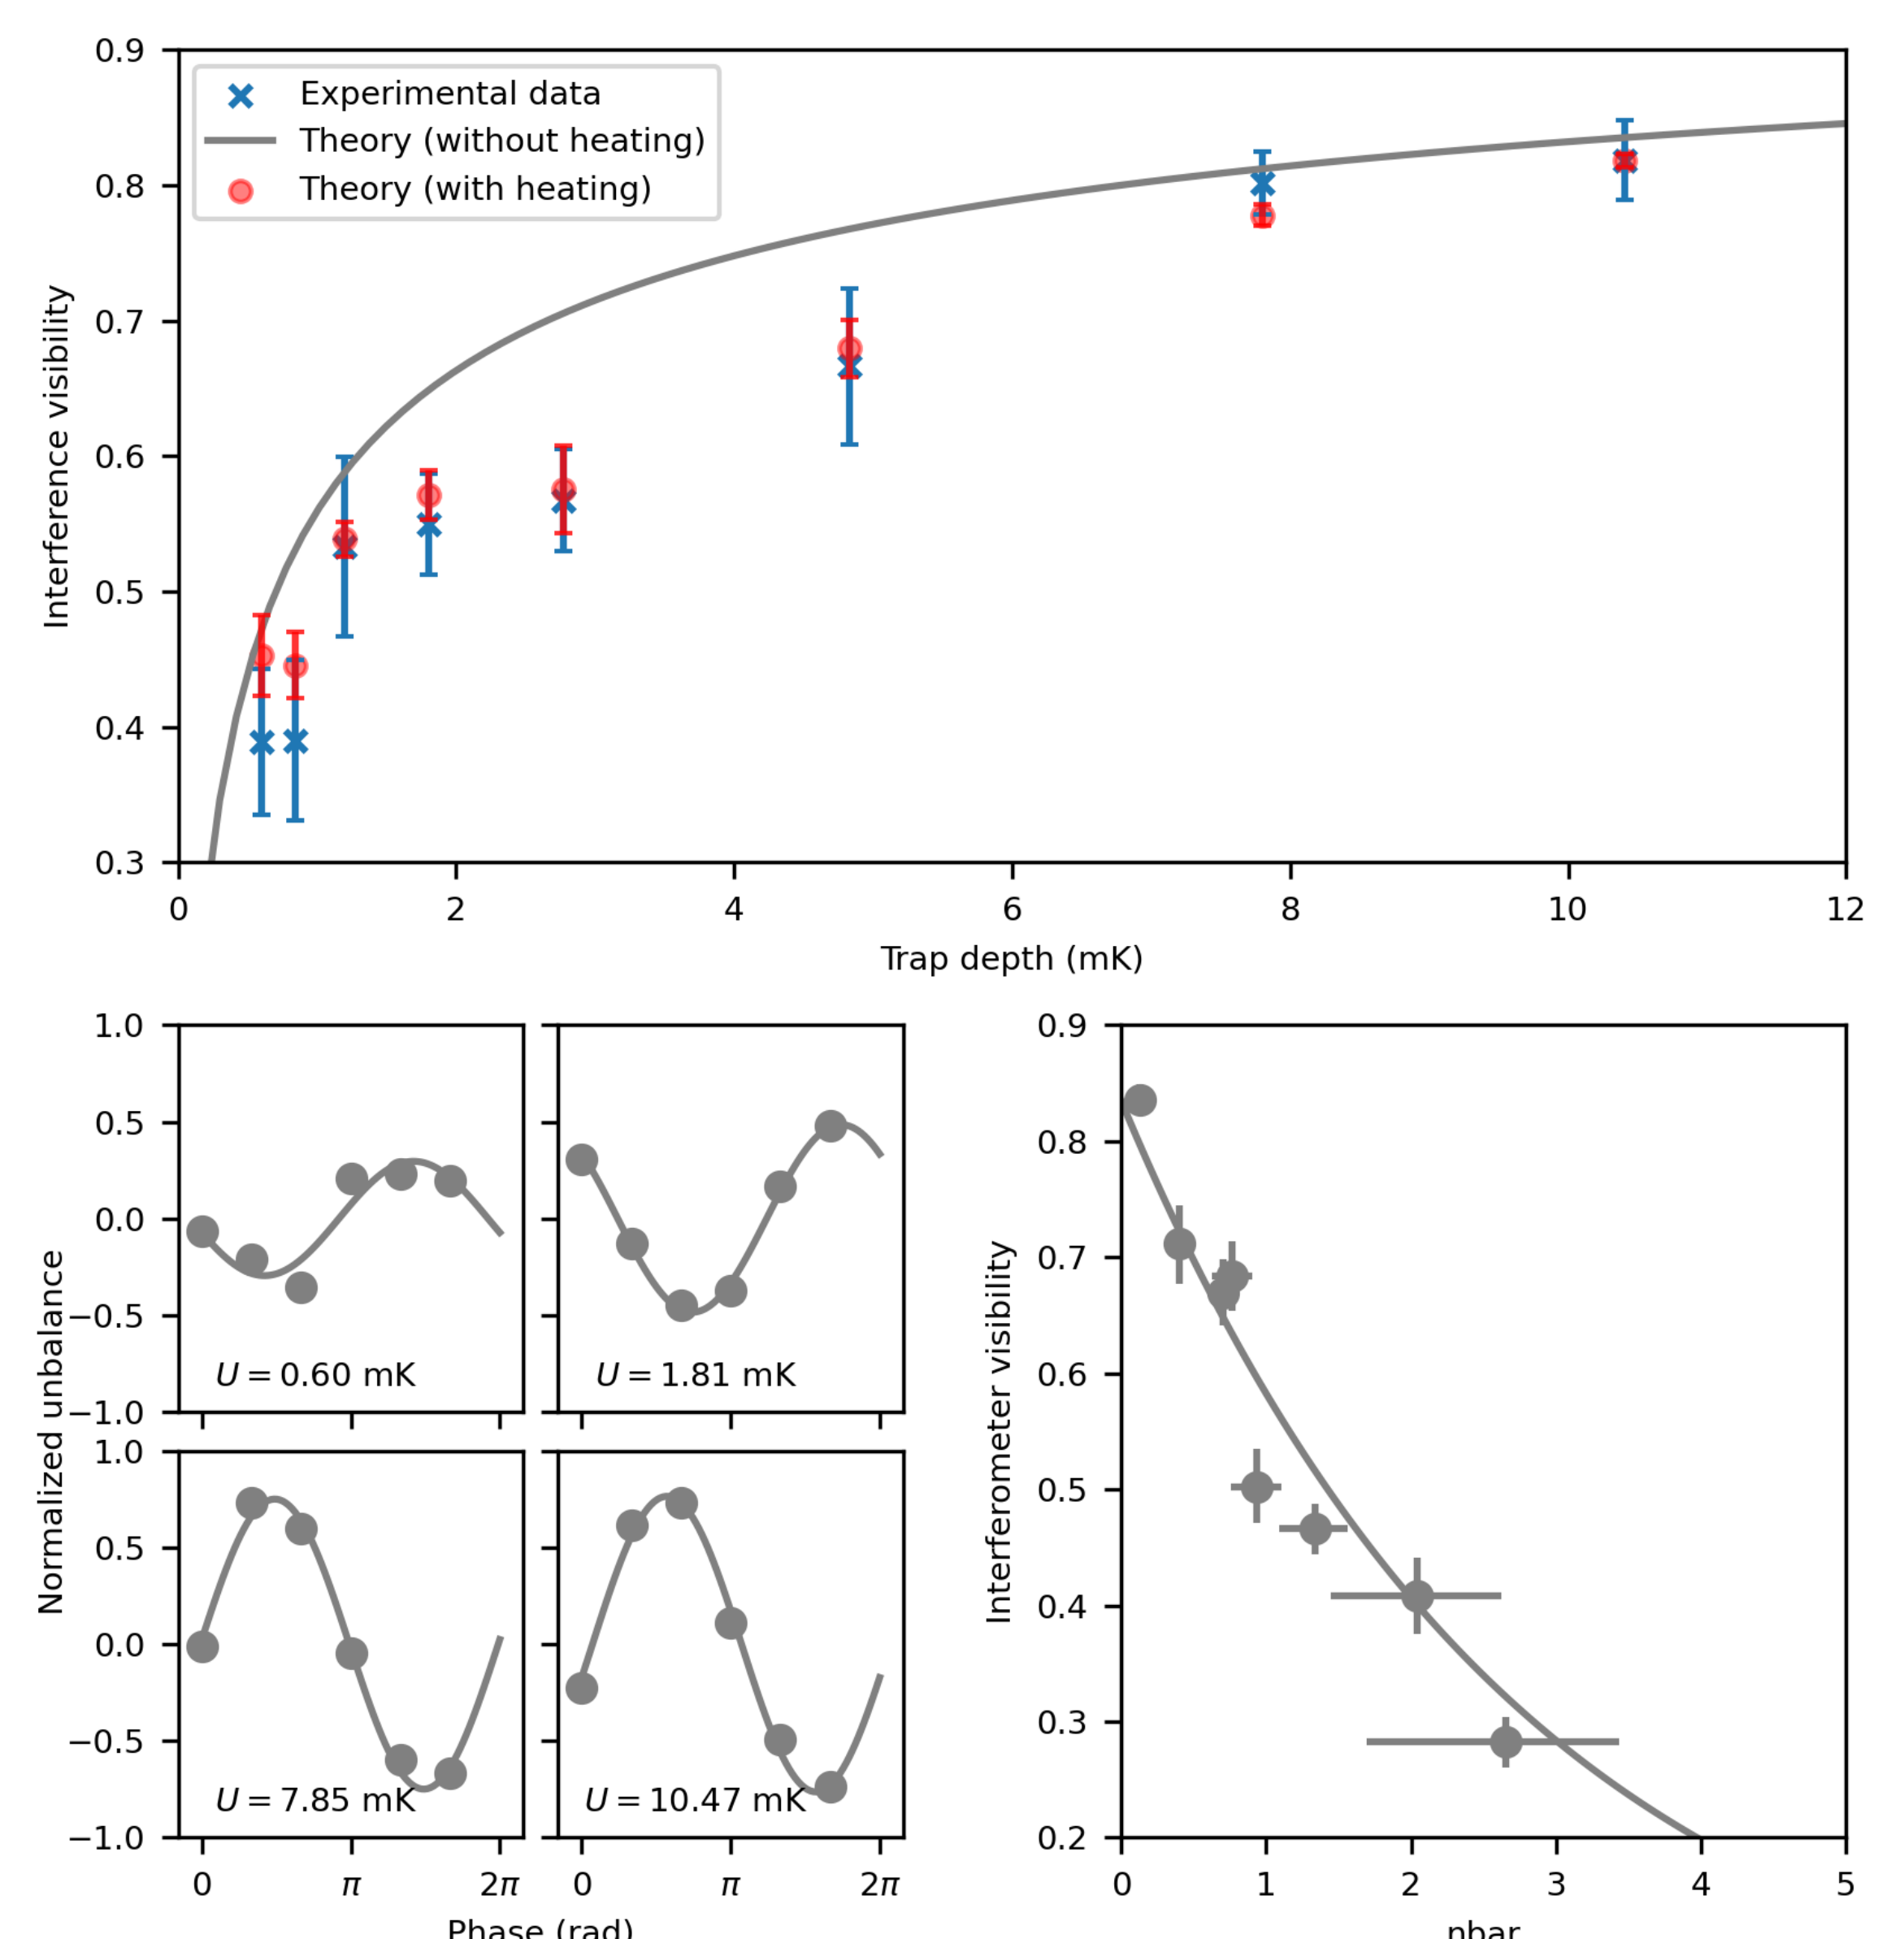 0.9
0.8
0.7
0.6
0.5
0.4
0.3
Interference visibility
Experimental data
Theory (without heating)
Theory (with heating)
0 2 4 6 8 10 12
Trap depth (mK)
Normalized unbalance
1.0
0.5
0.0
−0.5
−1.0
U = 0.60 mK
U = 1.81 mK
1.0
0.5
0.0
−0.5
−1.0
U = 7.85 mK
U = 10.47 mK
0 π 2π 0 π 2π
Phase (rad)
Interferometer visibility
0.9
0.8
0.7
0.6
0.5
0.4
0.3
0.2
0 1 2 3 4 5
nbar